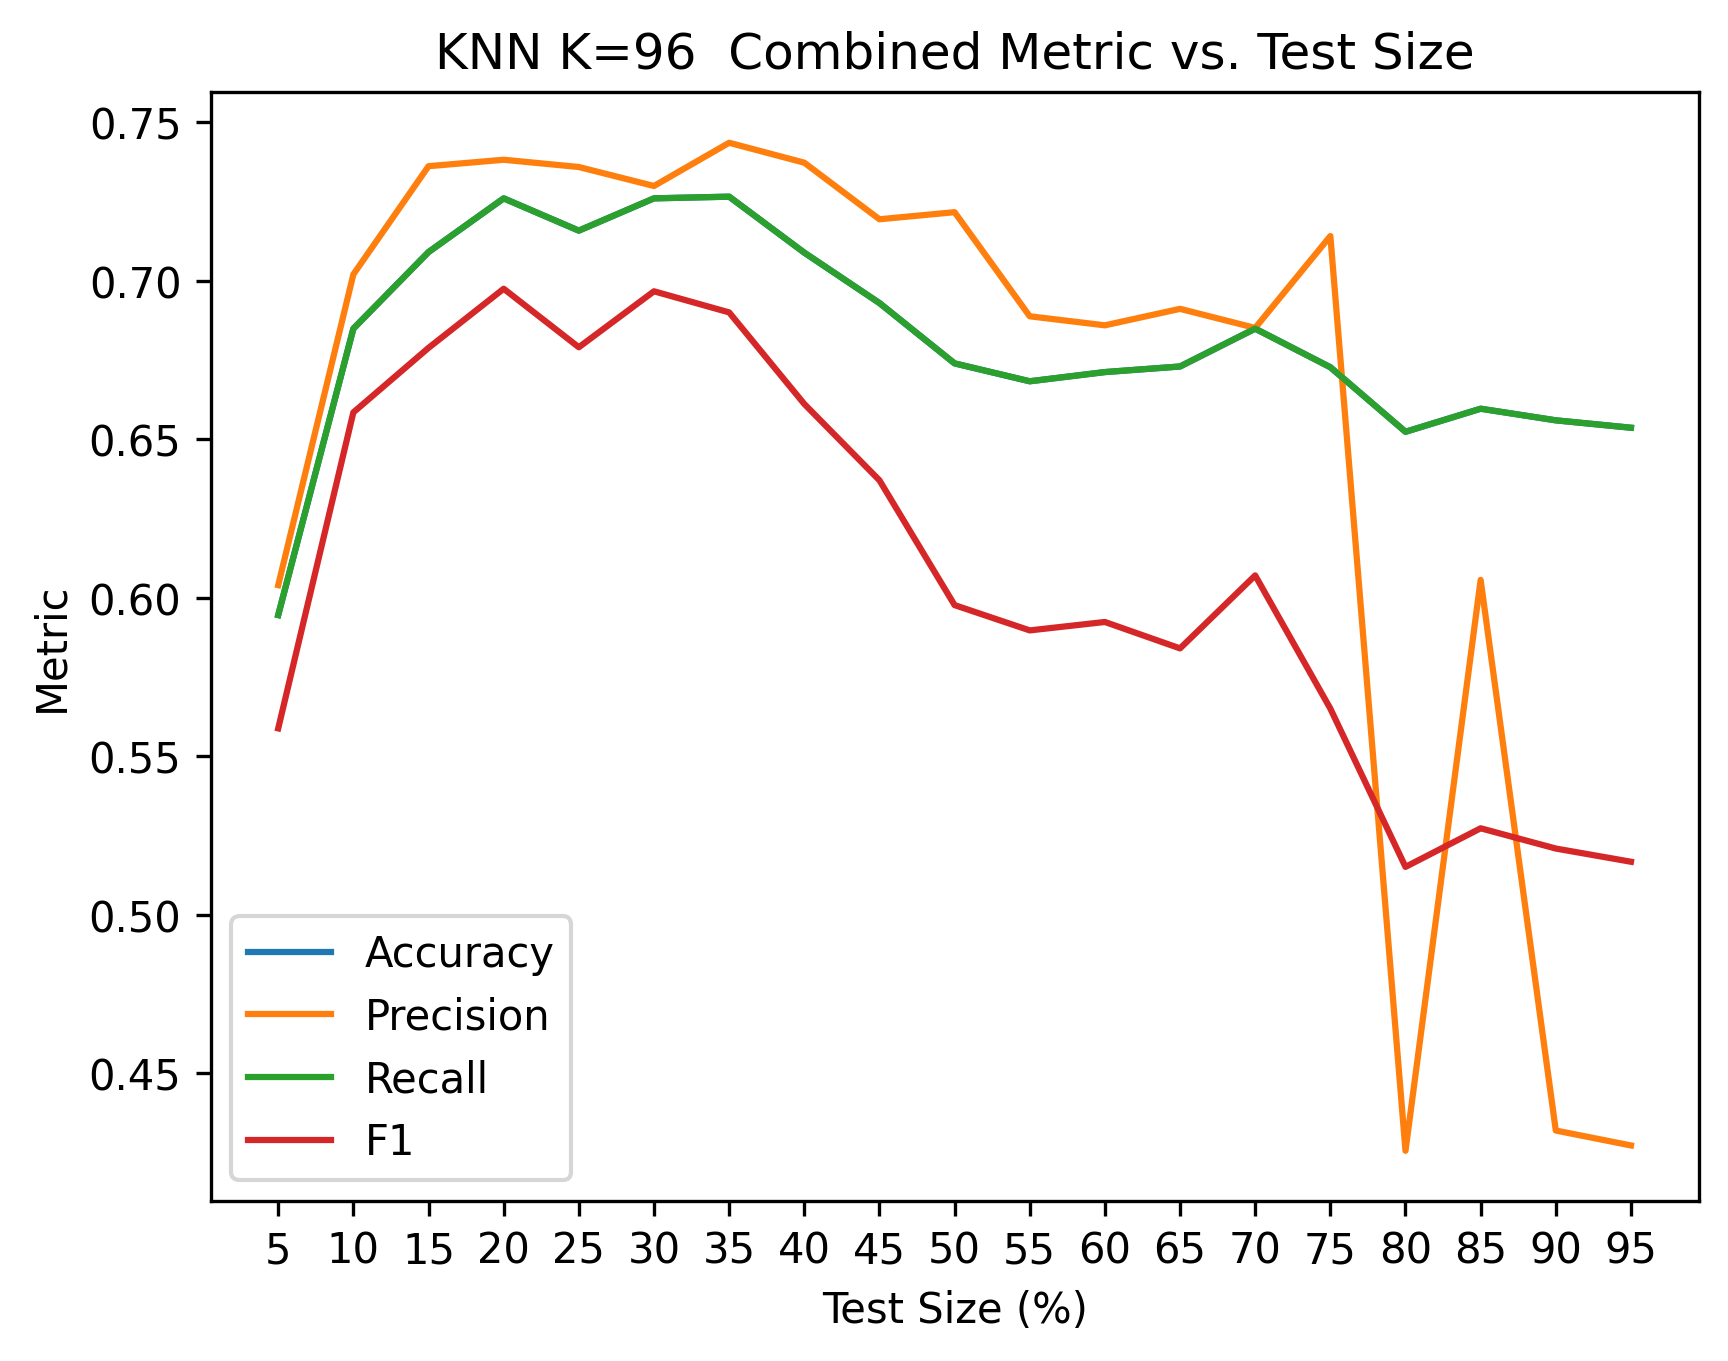 KNN K=96  Combined Metric vs. Test Size
0.75
0.70
0.65
0.60
0.55
0.50
0.45
Metric
Accuracy
Precision
Recall
F1
5 10 15 20 25 30 35 40 45 50 55 60 65 70 75 80 85 90 95
Test Size (%)